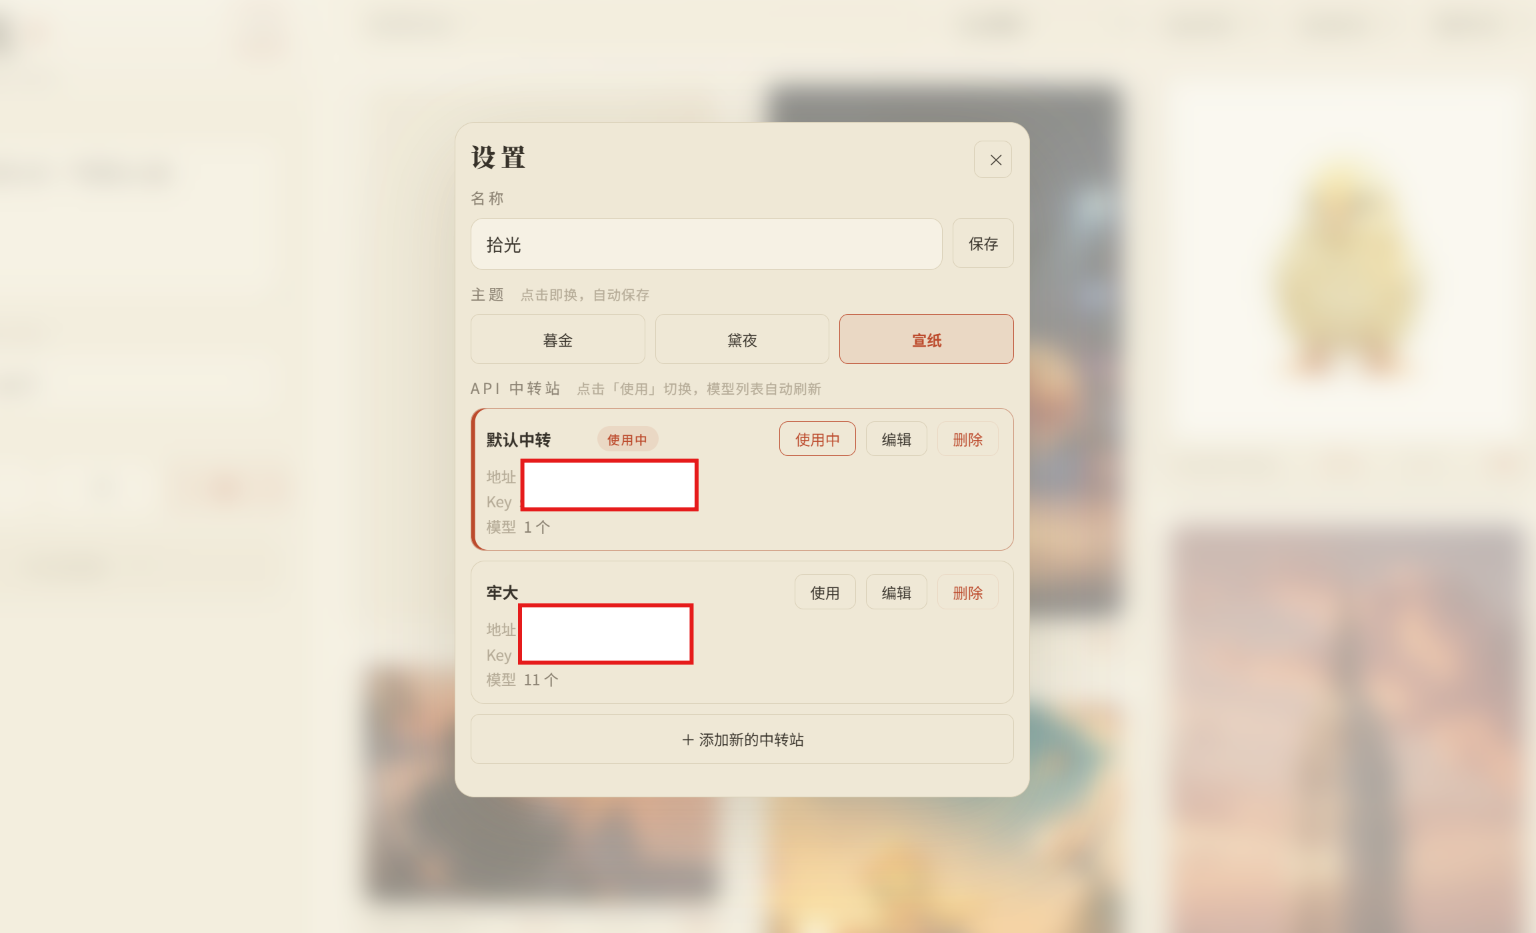 设置
名称
拾光
保存
主题 点击即换，自动保存
暮金 黛夜 宣纸
API 中转站 点击「使用」切换，模型列表自动刷新
默认中转 使用中 使用中 编辑 删除
地址
Key
模型 1 个
牢大 使用 编辑 删除
地址
Key
模型 11 个
+ 添加新的中转站